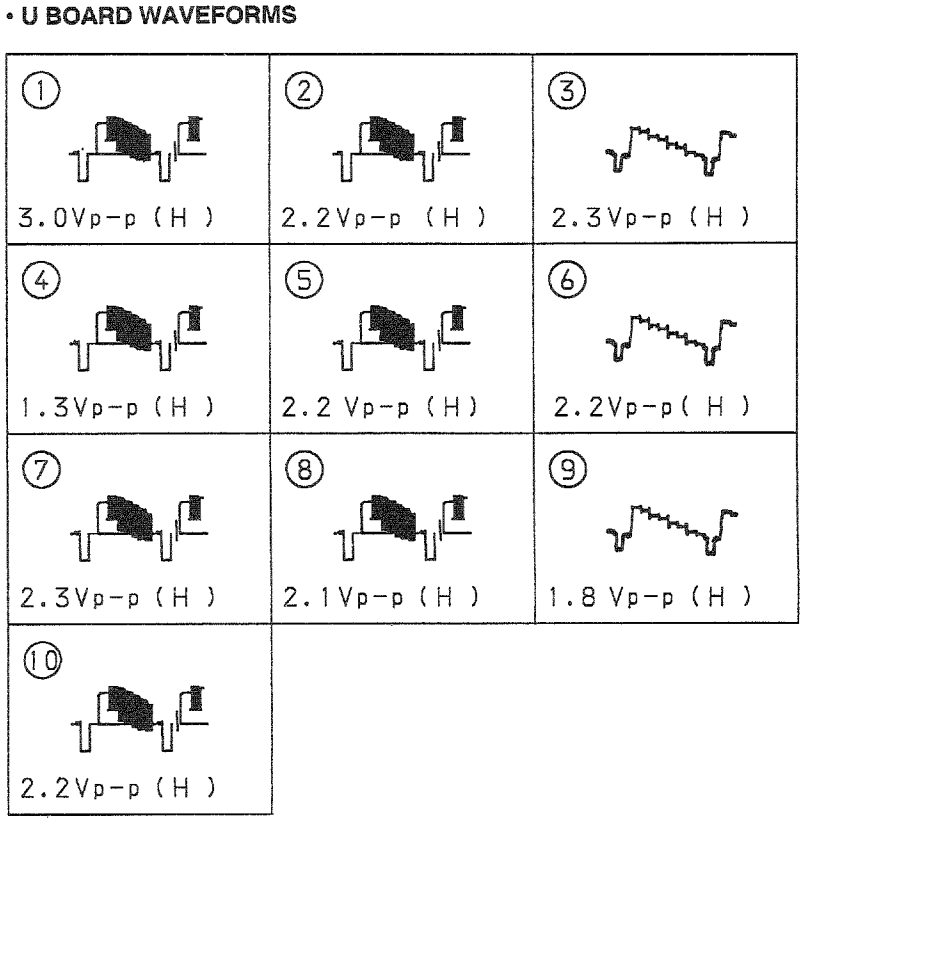 • U BOARD WAVEFORMS
① ② ③
3.0Vp-p (H ) 2.2Vp-p (H ) 2.3Vp-p (H )
④ ⑤ ⑥
1.3Vp-p (H ) 2.2 Vp-p (H ) 2.2Vp-p( H )
⑦ ⑧ ⑨
2.3Vp-p (H ) 2.1Vp-p (H ) 1.8 Vp-p (H )
⑩
2.2Vp-p (H )